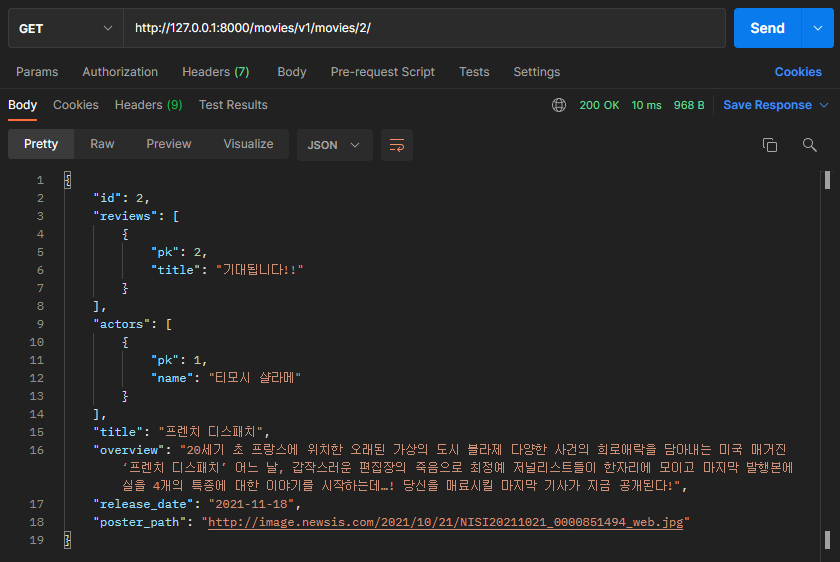 GET http://127.0.0.1:8000/movies/v1/movies/2/ Send
Params Authorization Headers (7) Body Pre-request Script Tests Settings Cookies
Body Cookies Headers (9) Test Results 200 OK 10 ms 968 B Save Response
Pretty Raw Preview Visualize JSON
1 {
2 "id": 2,
3 "reviews": [
4 {
5 "pk": 2,
6 "title": "기대됩니다!!"
7 }
8 ],
9 "actors": [
10 {
11 "pk": 1,
12 "name": "티모시 샬라메"
13 }
14 ],
15 "title": "프렌치 디스패치",
16 "overview": "20세기 초 프랑스에 위치한 오래된 가상의 도시 블라제 다양한 사건의 희로애락을 담아내는 미국 매거진
‘프렌치 디스패치’ 어느 날, 갑작스러운 편집장의 죽음으로 최정예 저널리스트들이 한자리에 모이고 마지막 발행본에
실을 4개의 특종에 대한 이야기를 시작하는데…! 당신을 매료시킬 마지막 기사가 지금 공개된다!",
17 "release_date": "2021-11-18",
18 "poster_path": "http://image.newsis.com/2021/10/21/NISI20211021_0000851494_web.jpg"
19 }